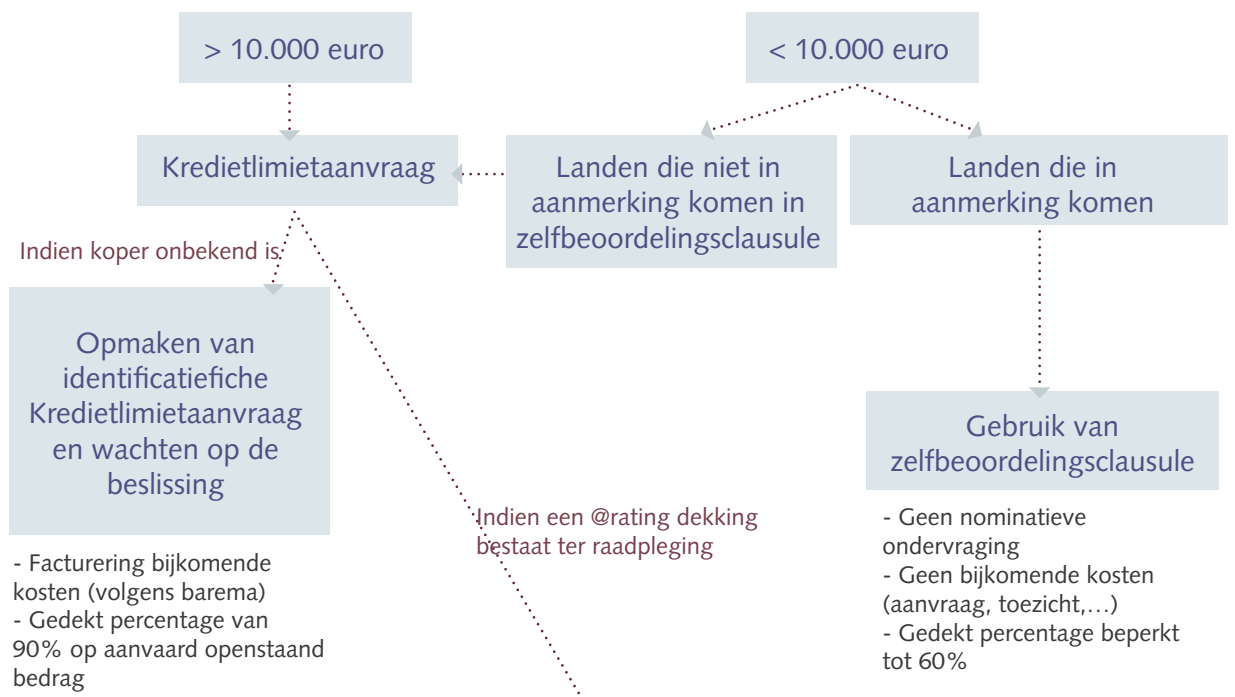 > 10.000 euro
< 10.000 euro
Kredietlimietaanvraag
Landen die niet in
aanmerking komen in
zelfbeoordelingsclausule
Landen die in
aanmerking komen
Indien koper onbekend is
Opmaken van
identificatiefiche
Kredietlimietaanvraag
en wachten op de
beslissing
Gebruik van
zelfbeoordelingsclausule
Indien een @rating dekking
bestaat ter raadpleging
- Facturering bijkomende
kosten (volgens barema)
- Gedekt percentage van
90% op aanvaard openstaand
bedrag
- Geen nominatieve
ondervraging
- Geen bijkomende kosten
(aanvraag, toezicht,…)
- Gedekt percentage beperkt
tot 60%